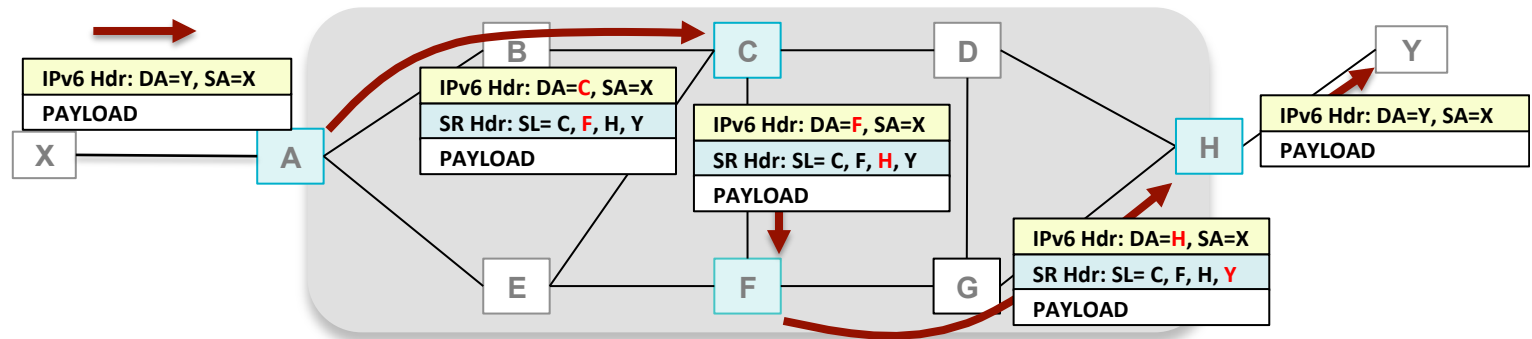 B
C
D
Y
IPv6 Hdr: DA=Y, SA=X
PAYLOAD
IPv6 Hdr: DA=C, SA=X
SR Hdr: SL= C, F, H, Y
PAYLOAD
IPv6 Hdr: DA=F, SA=X
SR Hdr: SL= C, F, H, Y
PAYLOAD
IPv6 Hdr: DA=Y, SA=X
PAYLOAD
X
A
H
IPv6 Hdr: DA=H, SA=X
SR Hdr: SL= C, F, H, Y
PAYLOAD
E
F
G